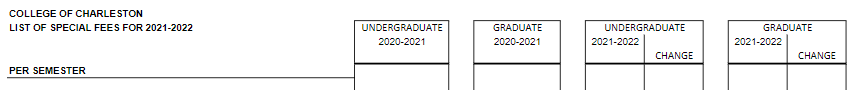 COLLEGE OF CHARLESTON
LIST OF SPECIAL FEES FOR 2021-2022 UNDERGRADUATE GRADUATE UNDERGRADUATE GRADUATE
2020-2021 2020-2021 2021-2022 2021-2022
CHANGE CHANGE
PER SEMESTER